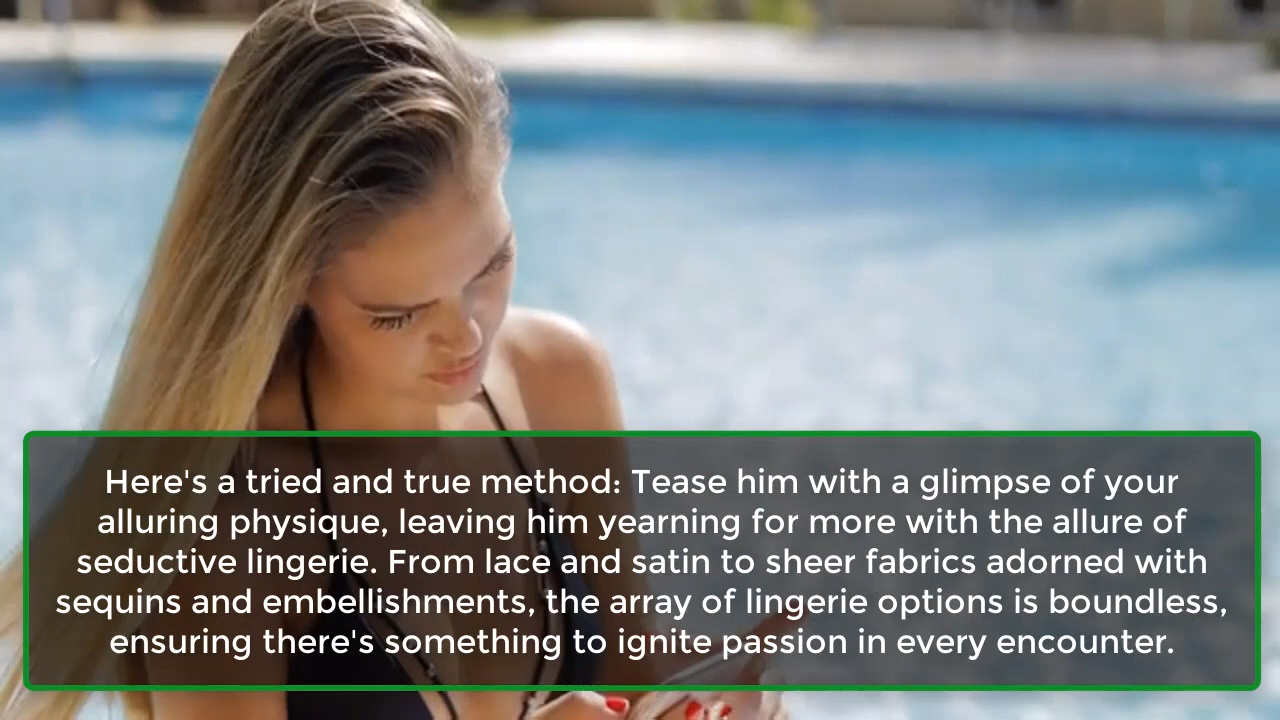 Here's a tried and true method: Tease him with a glimpse of your
alluring physique, leaving him yearning for more with the allure of
seductive lingerie. From lace and satin to sheer fabrics adorned with
sequins and embellishments, the array of lingerie options is boundless,
ensuring there's something to ignite passion in every encounter.